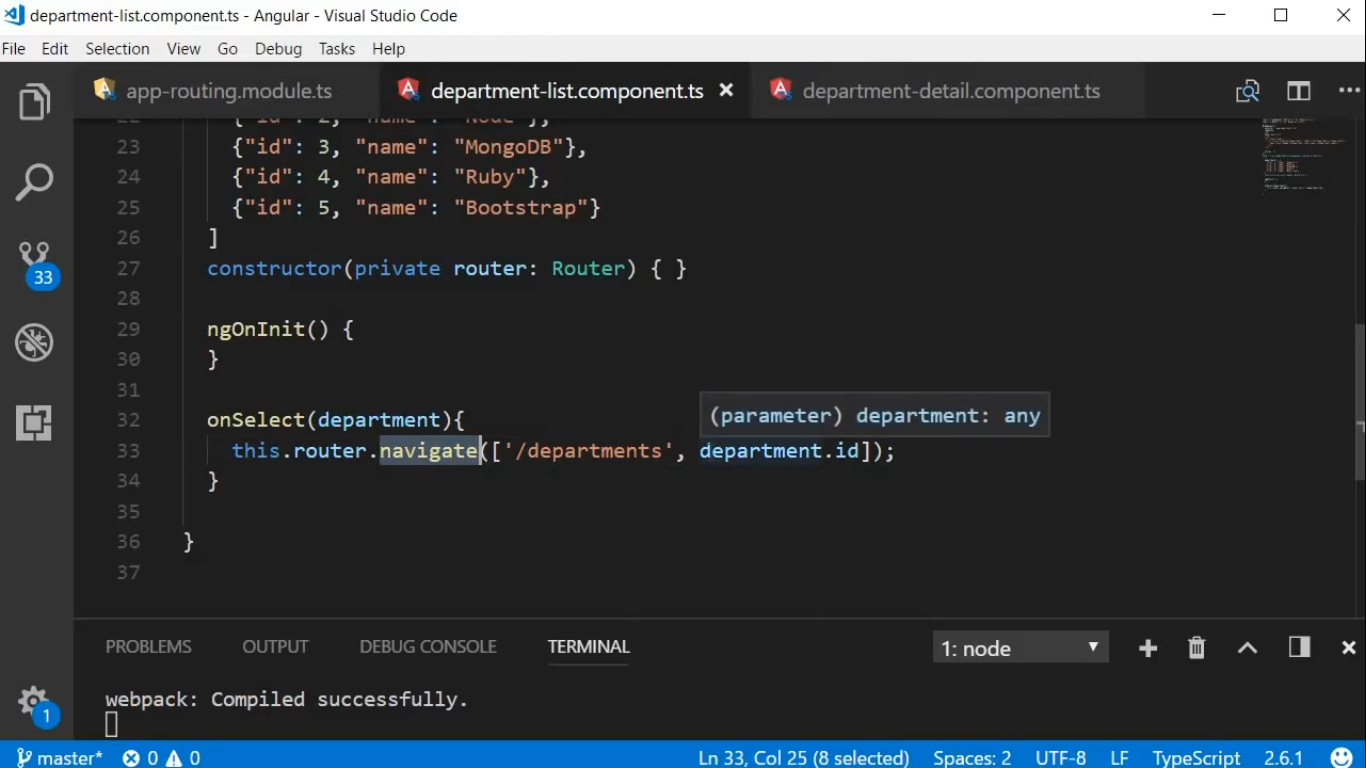 department-list.component.ts - Angular - Visual Studio Code
File Edit Selection View Go Debug Tasks Help
app-routing.module.ts department-list.component.ts department-detail.component.ts
22 {"id": 2, "name": "Node"},
23 {"id": 3, "name": "MongoDB"},
24 {"id": 4, "name": "Ruby"},
25 {"id": 5, "name": "Bootstrap"}
26 ]
27 constructor(private router: Router) { }
28
29 ngOnInit() {
30 }
31
32 onSelect(department){
(parameter) department: any
33 this.router.navigate(['/departments', department.id]);
34 }
35
36 }
37
33
1
PROBLEMS OUTPUT DEBUG CONSOLE TERMINAL 1: node
webpack: Compiled successfully.
master* 0 0 Ln 33, Col 25 (8 selected) Spaces: 2 UTF-8 LF TypeScript 2.6.1